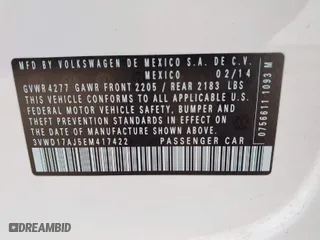 MFD BY VOLKSWAGEN DE MEXICO S.A. DE C.V.
MEXICO 02/14
GVWR 4277 GAWR FRONT 2205 / REAR 2183 LBS
THIS VEHICLE CONFORMS TO ALL APPLICABLE U.S.
FEDERAL MOTOR VEHICLE SAFETY, BUMPER AND
THEFT PREVENTION STANDARDS IN EFFECT ON THE
DATE OF MANUFACTURE SHOWN ABOVE.
3VWD17AJ5EM417422 PASSENGER CAR
0756611 1093 M
© 2024 AUTOBIDCAR